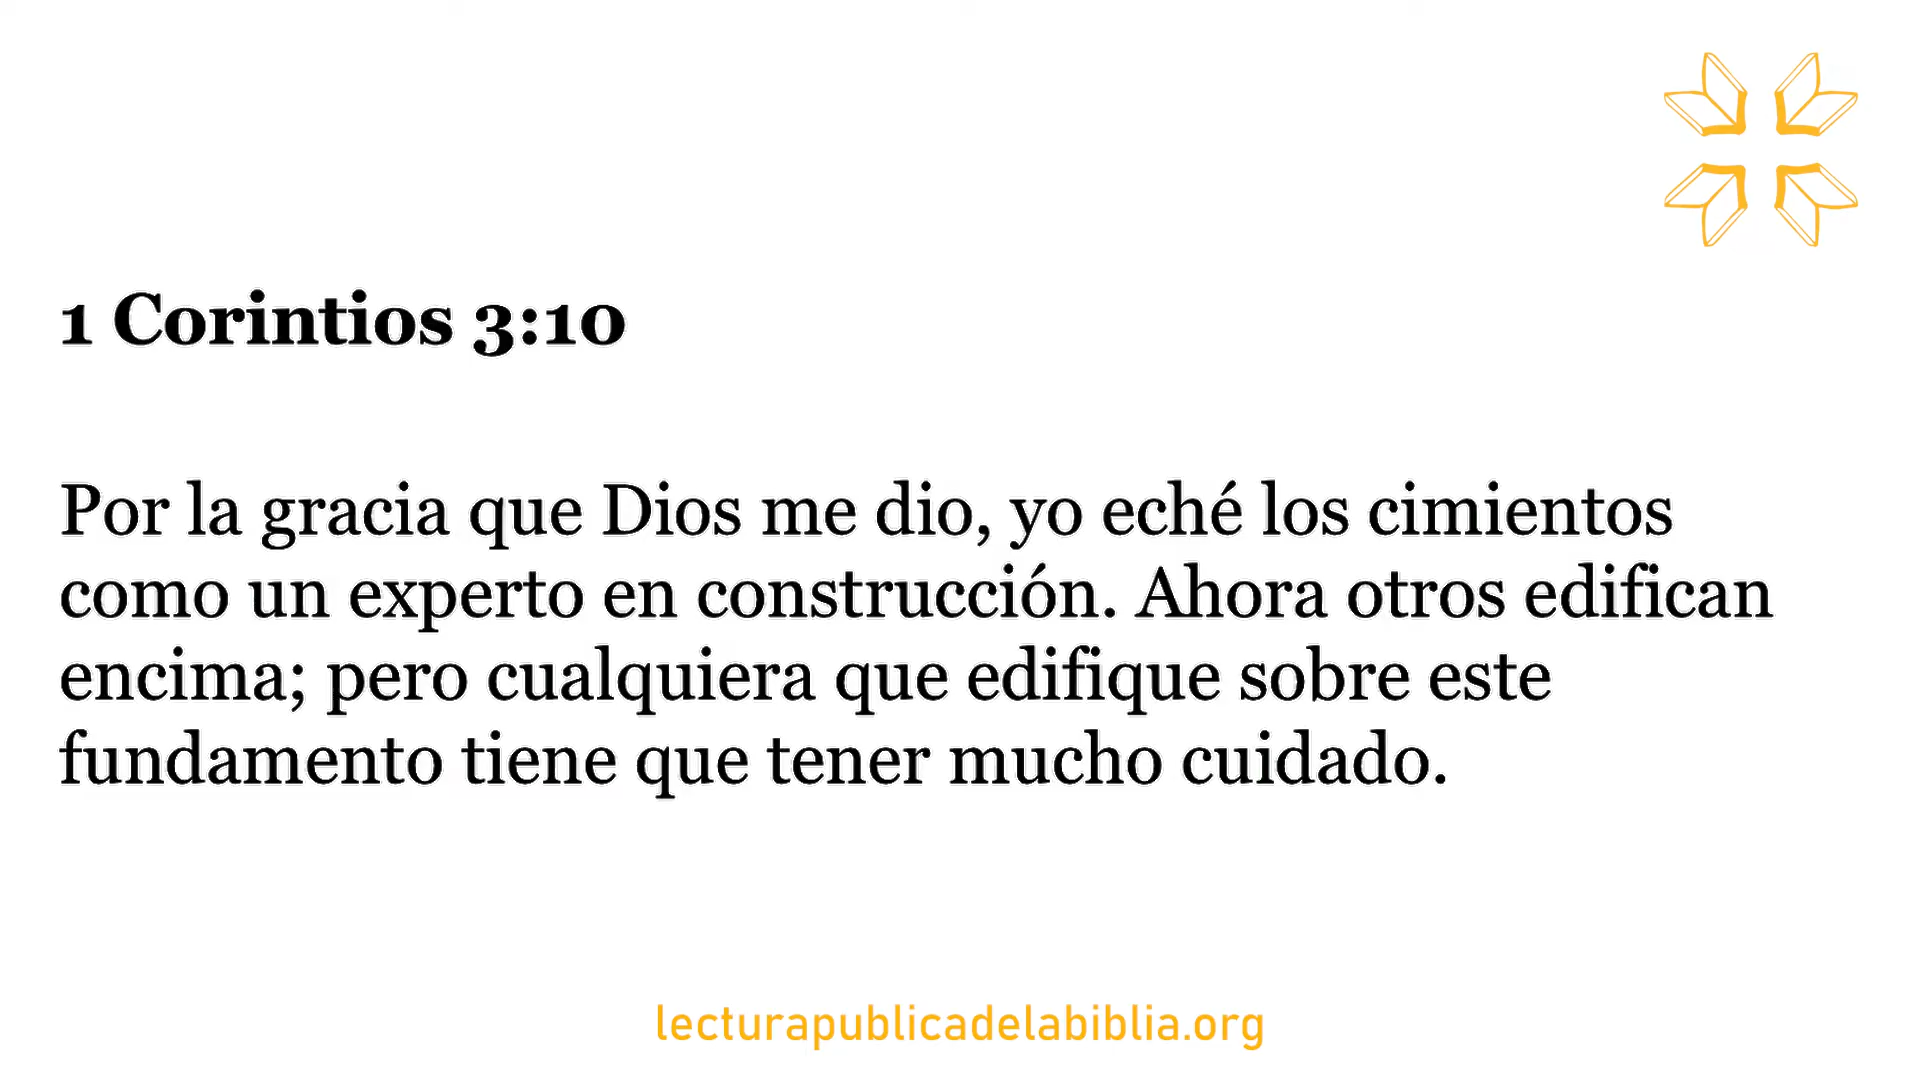 1 Corintios 3:10
Por la gracia que Dios me dio, yo eché los cimientos
como un experto en construcción. Ahora otros edifican
encima; pero cualquiera que edifique sobre este
fundamento tiene que tener mucho cuidado.
lecturapublicadelabiblia.org